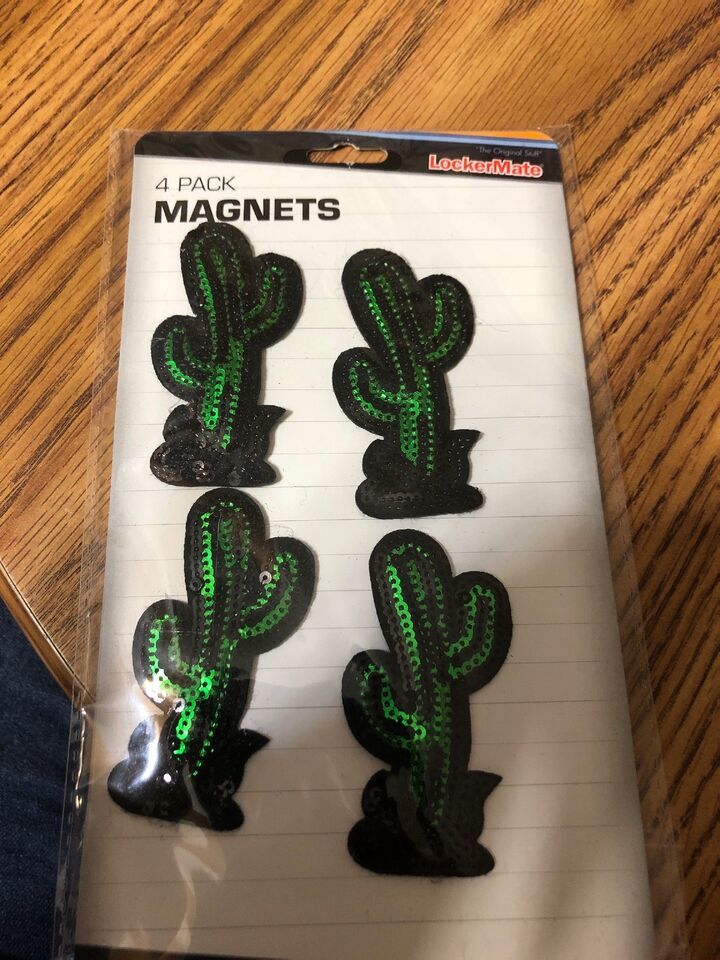 "The Original Stuff"
LockerMate
4 PACK
MAGNETS